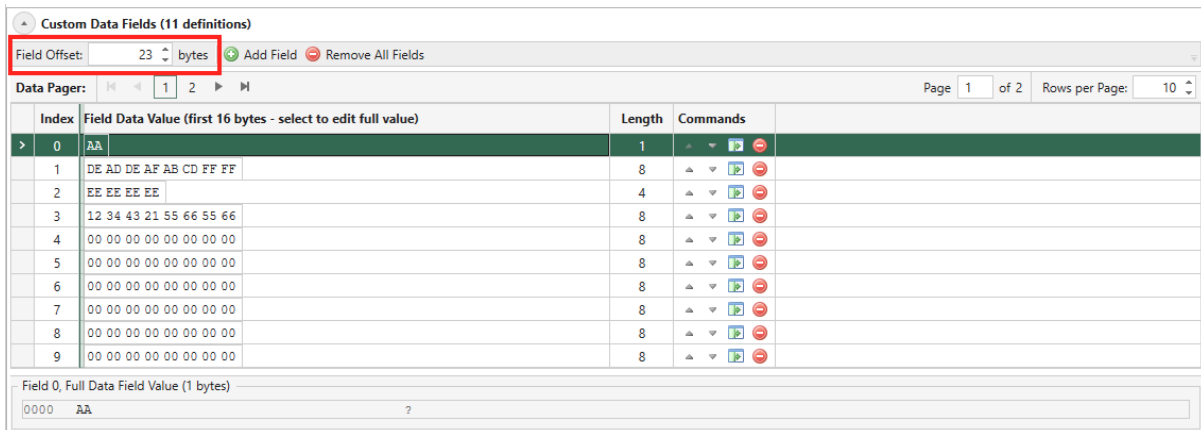 Custom Data Fields (11 definitions)
Field Offset: 23 bytes Add Field Remove All Fields
Data Pager: 1 2 Page 1 of 2 Rows per Page: 10
Index Field Data Value (first 16 bytes - select to edit full value) Length Commands
0 AA 1
1 DE AD DE AF AB CD FF FF 8
2 EE EE EE EE 4
3 12 34 43 21 55 66 55 66 8
4 00 00 00 00 00 00 00 00 8
5 00 00 00 00 00 00 00 00 8
6 00 00 00 00 00 00 00 00 8
7 00 00 00 00 00 00 00 00 8
8 00 00 00 00 00 00 00 00 8
9 00 00 00 00 00 00 00 00 8
Field 0, Full Data Field Value (1 bytes)
0000 AA ?